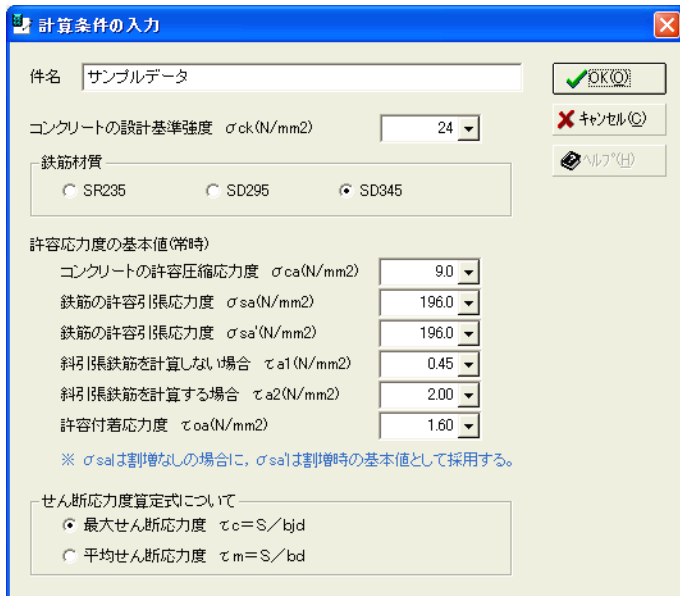 計算条件の入力
件名 サンプルデータ
OK(O)
コンクリートの設計基準強度 σck(N/mm2) 24
キャンセル(C)
鉄筋材質
ヘルプ(H)
SR235 SD295 SD345
許容応力度の基本値(常時)
コンクリートの許容圧縮応力度 σca(N/mm2) 9.0
鉄筋の許容引張応力度 σsa(N/mm2) 196.0
鉄筋の許容引張応力度 σsa'(N/mm2) 196.0
斜引張鉄筋を計算しない場合 τa1(N/mm2) 0.45
斜引張鉄筋を計算する場合 τa2(N/mm2) 2.00
許容付着応力度 τoa(N/mm2) 1.60
※ σsaは割増なしの場合に,σsa'は割増時の基本値として採用する。
せん断応力度算定式について
最大せん断応力度 τc=S/bjd
平均せん断応力度 τm=S/bd